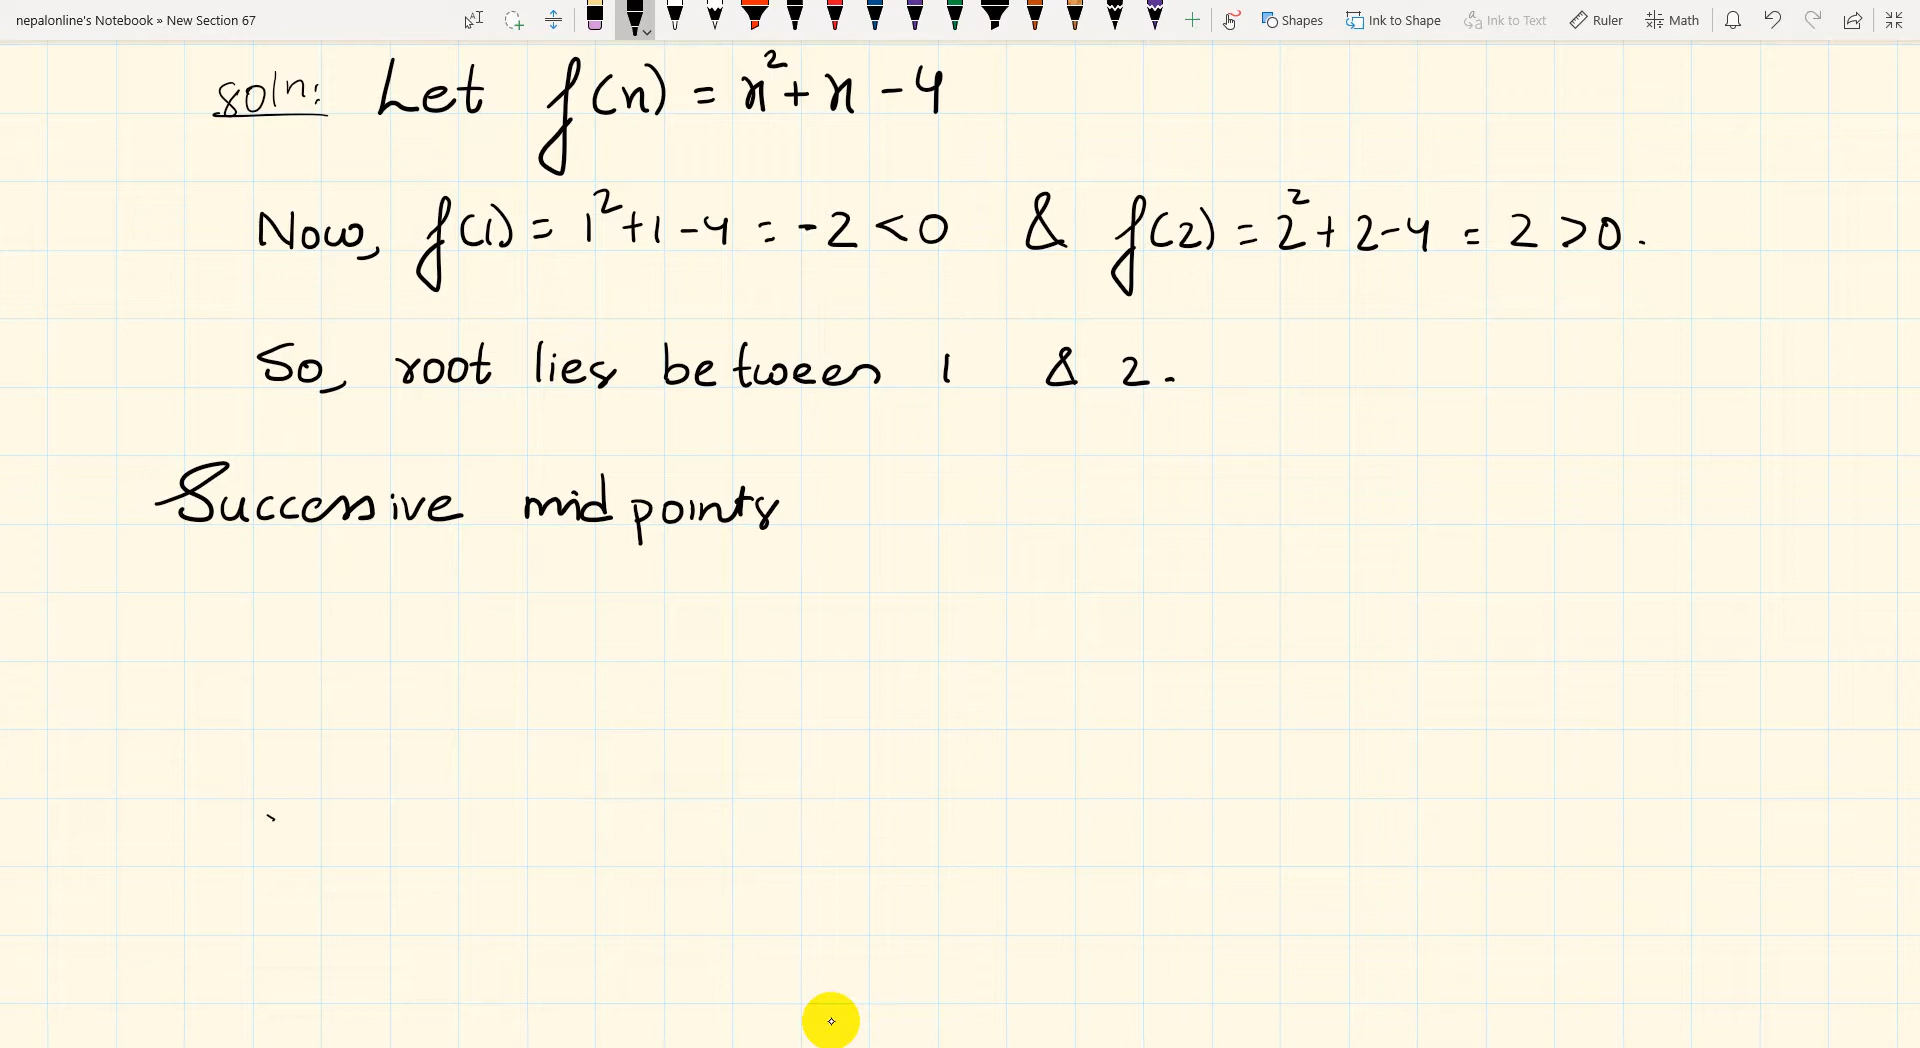 nepalonline's Notebook » New Section 67
Shapes Ink to Shape Ink to Text Ruler Math
soln: Let f(x) = x² + x - 4
Now, f(1) = 1² + 1 - 4 = -2 < 0 & f(2) = 2² + 2 - 4 = 2 > 0.
So, root lies between 1 & 2.
Successive midpoints